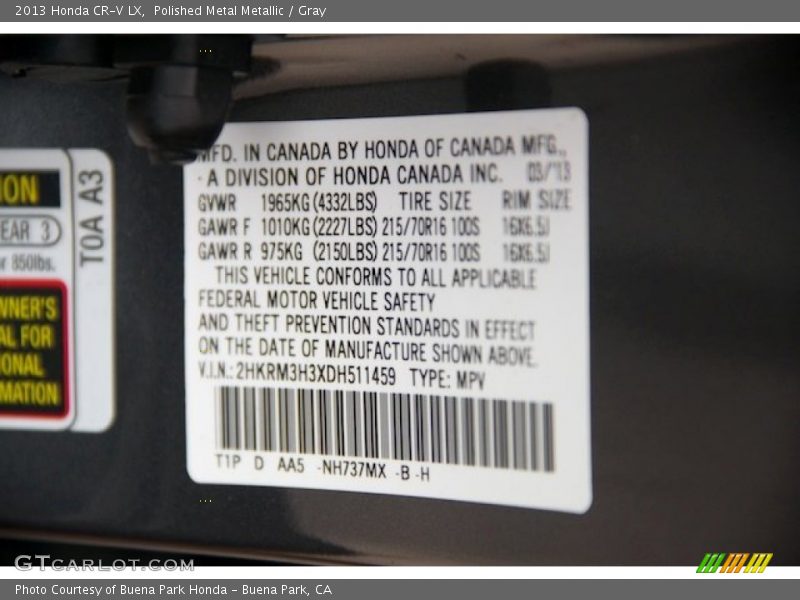 2013 Honda CR-V LX, Polished Metal Metallic / Gray
MFD. IN CANADA BY HONDA OF CANADA MFG.,
A DIVISION OF HONDA CANADA INC. 03/'13
GVWR 1965KG(4332LBS) TIRE SIZE RIM SIZE
GAWR F 1010KG(2227LBS) 215/70R16 100S 16X6.5J
GAWR R 975KG (2150LBS) 215/70R16 100S 16X6.5J
THIS VEHICLE CONFORMS TO ALL APPLICABLE
FEDERAL MOTOR VEHICLE SAFETY
AND THEFT PREVENTION STANDARDS IN EFFECT
ON THE DATE OF MANUFACTURE SHOWN ABOVE.
V.I.N.: 2HKRM3H3XDH511459 TYPE: MPV
T1P D AA5 -NH737MX -B -H
ION
EAR 3
r 850lbs.
WNER'S
AL FOR
IONAL
MATION
T0A A3
GTCARLOT.COM
Photo Courtesy of Buena Park Honda - Buena Park, CA